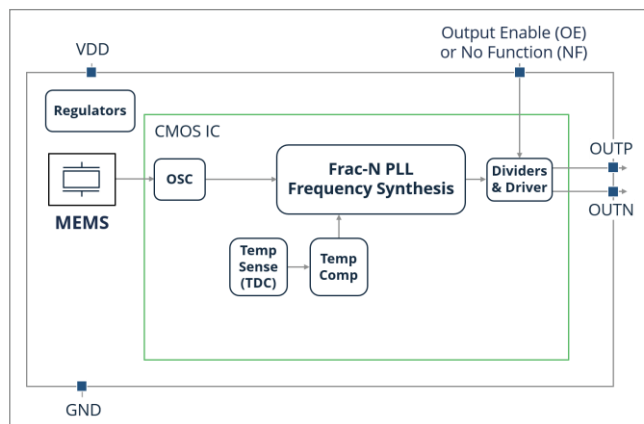 VDD
Output Enable (OE)
or No Function (NF)
Regulators
CMOS IC
MEMS
OSC
Frac-N PLL
Frequency Synthesis
Dividers
& Driver
OUTP
OUTN
Temp
Sense
(TDC)
Temp
Comp
GND